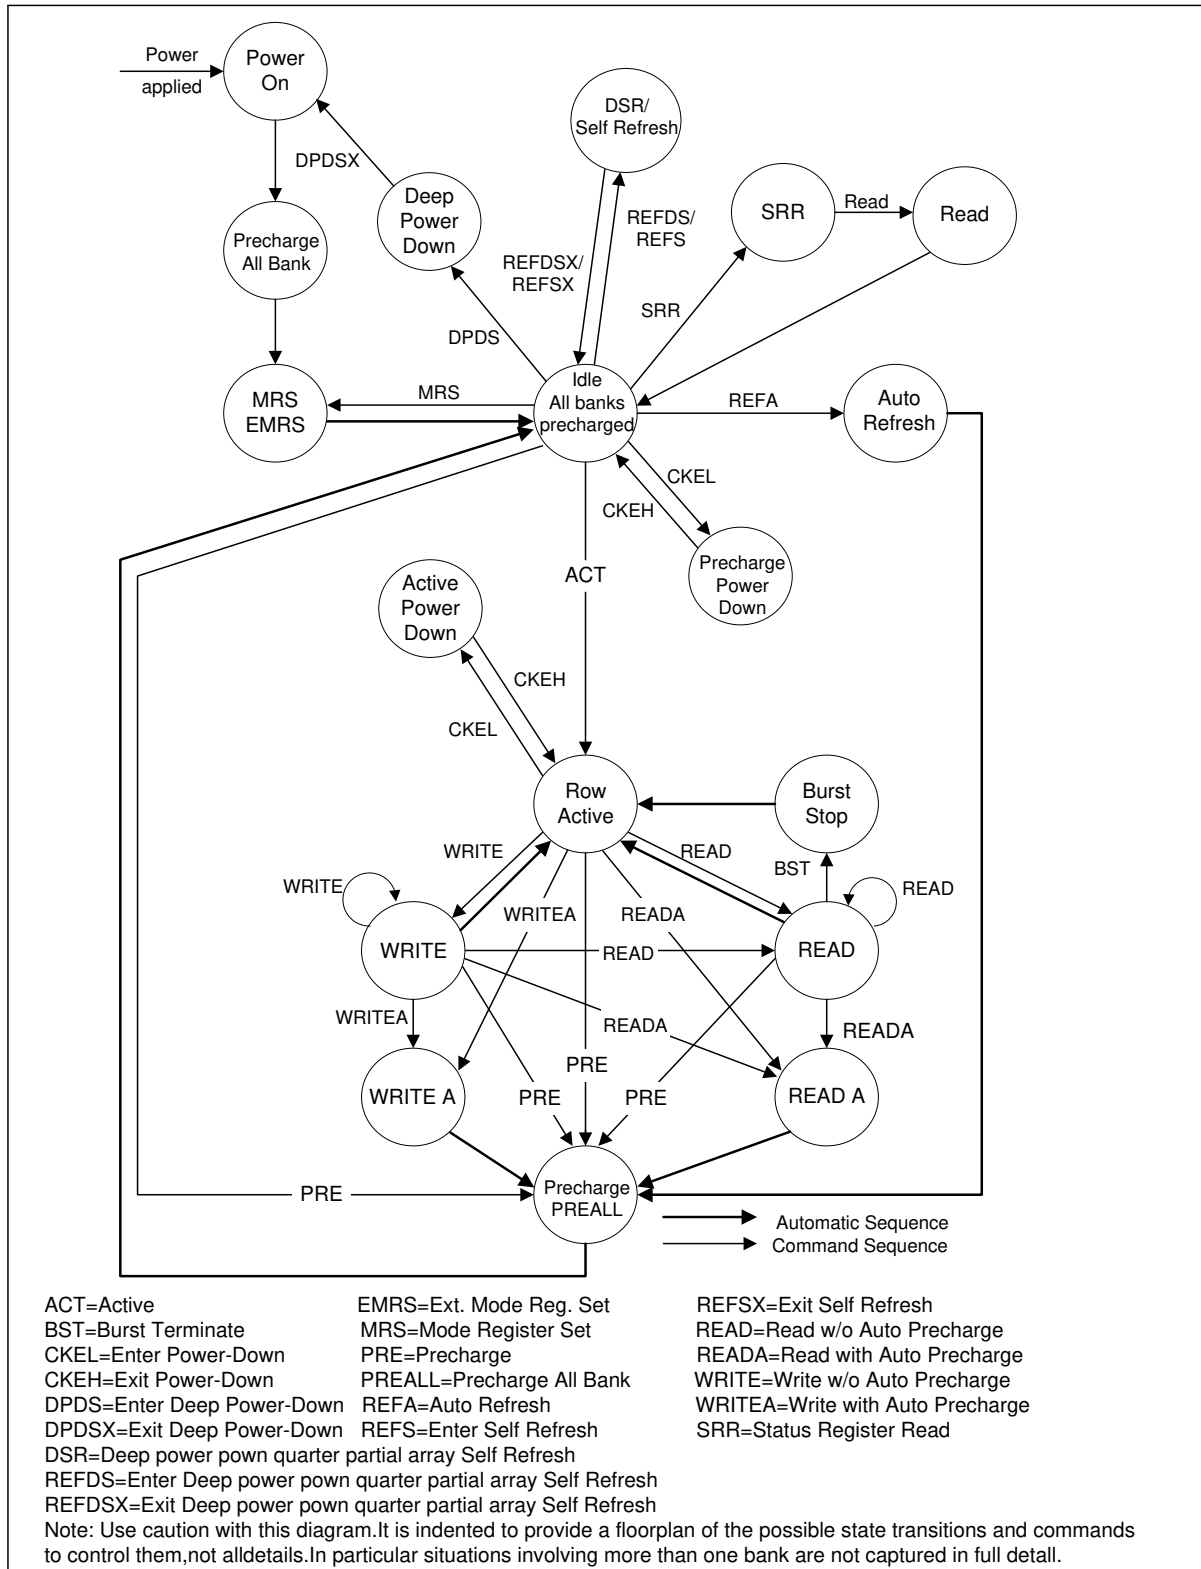 Power
applied
Power
On
DPDSX
Deep
Power
Down
Precharge
All Bank
DPDS
MRS
EMRS
MRS
DSR/
Self Refresh
REFDSX/
REFSX
REFDS/
REFS
SRR
SRR
Read
Read
Idle
All banks
precharged
REFA
Auto
Refresh
CKEL
CKEH
Precharge
Power
Down
ACT
Active
Power
Down
CKEH
CKEL
Row
Active
Burst
Stop
WRITE
READ
BST
WRITE
READ
WRITEA
READA
WRITE
READ
READ
WRITEA
READA
READA
WRITE A
PRE
PRE
PRE
READ A
PRE
Precharge
PREALL
Automatic Sequence
Command Sequence
ACT=Active EMRS=Ext. Mode Reg. Set REFSX=Exit Self Refresh
BST=Burst Terminate MRS=Mode Register Set READ=Read w/o Auto Precharge
CKEL=Enter Power-Down PRE=Precharge READA=Read with Auto Precharge
CKEH=Exit Power-Down PREALL=Precharge All Bank WRITE=Write w/o Auto Precharge
DPDS=Enter Deep Power-Down REFA=Auto Refresh WRITEA=Write with Auto Precharge
DPDSX=Exit Deep Power-Down REFS=Enter Self Refresh SRR=Status Register Read
DSR=Deep power pown quarter partial array Self Refresh
REFDS=Enter Deep power pown quarter partial array Self Refresh
REFDSX=Exit Deep power pown quarter partial array Self Refresh
Note: Use caution with this diagram.It is indented to provide a floorplan of the possible state transitions and commands
to control them,not alldetails.In particular situations involving more than one bank are not captured in full detall.